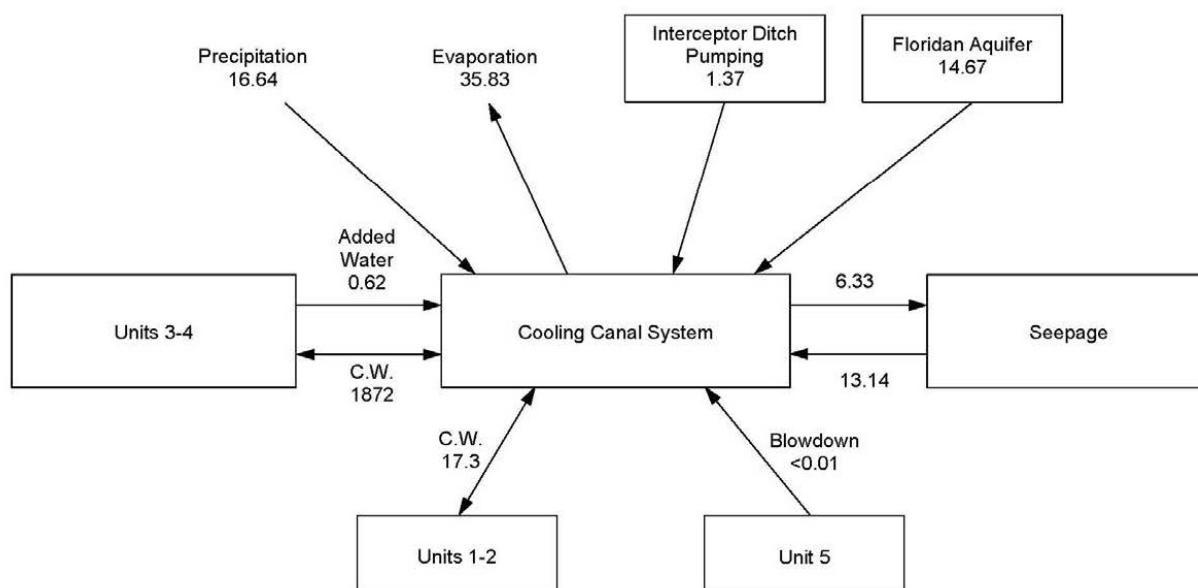 Precipitation
16.64
Evaporation
35.83
Interceptor Ditch
Pumping
1.37
Floridan Aquifer
14.67
Added
Water
0.62
6.33
Units 3-4
Cooling Canal System
Seepage
C.W.
1872
13.14
C.W.
17.3
Blowdown
<0.01
Units 1-2
Unit 5